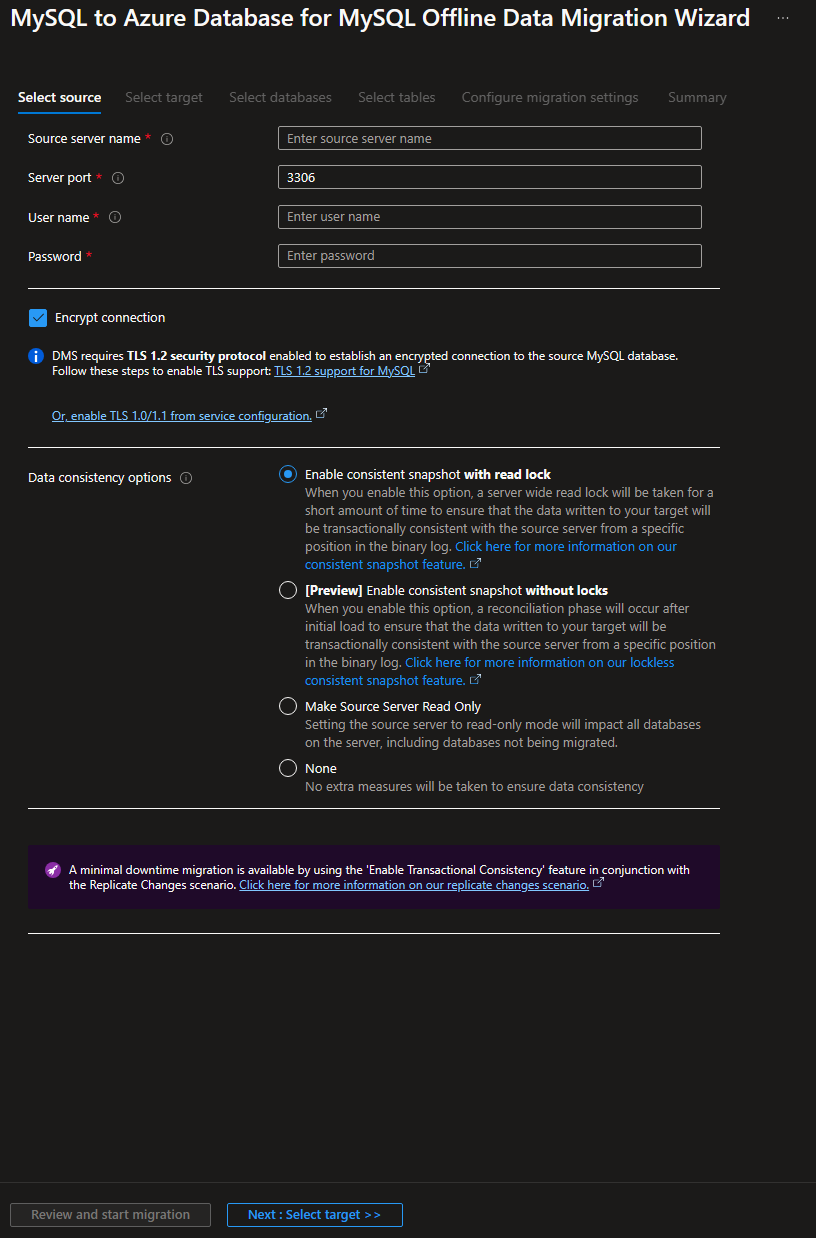 MySQL to Azure Database for MySQL Offline Data Migration Wizard ...
Select source Select target Select databases Select tables Configure migration settings Summary
Source server name * Enter source server name
Server port * 3306
User name * Enter user name
Password * Enter password
Encrypt connection
DMS requires TLS 1.2 security protocol enabled to establish an encrypted connection to the source MySQL database.
Follow these steps to enable TLS support: TLS 1.2 support for MySQL
Or, enable TLS 1.0/1.1 from service configuration.
Data consistency options
Enable consistent snapshot with read lock
When you enable this option, a server wide read lock will be taken for a
short amount of time to ensure that the data written to your target will
be transactionally consistent with the source server from a specific
position in the binary log. Click here for more information on our
consistent snapshot feature.
[Preview] Enable consistent snapshot without locks
When you enable this option, a reconciliation phase will occur after
initial load to ensure that the data written to your target will be
transactionally consistent with the source server from a specific position
in the binary log. Click here for more information on our lockless
consistent snapshot feature.
Make Source Server Read Only
Setting the source server to read-only mode will impact all databases
on the server, including databases not being migrated.
None
No extra measures will be taken to ensure data consistency
A minimal downtime migration is available by using the 'Enable Transactional Consistency' feature in conjunction with
the Replicate Changes scenario. Click here for more information on our replicate changes scenario.
Review and start migration Next : Select target >>